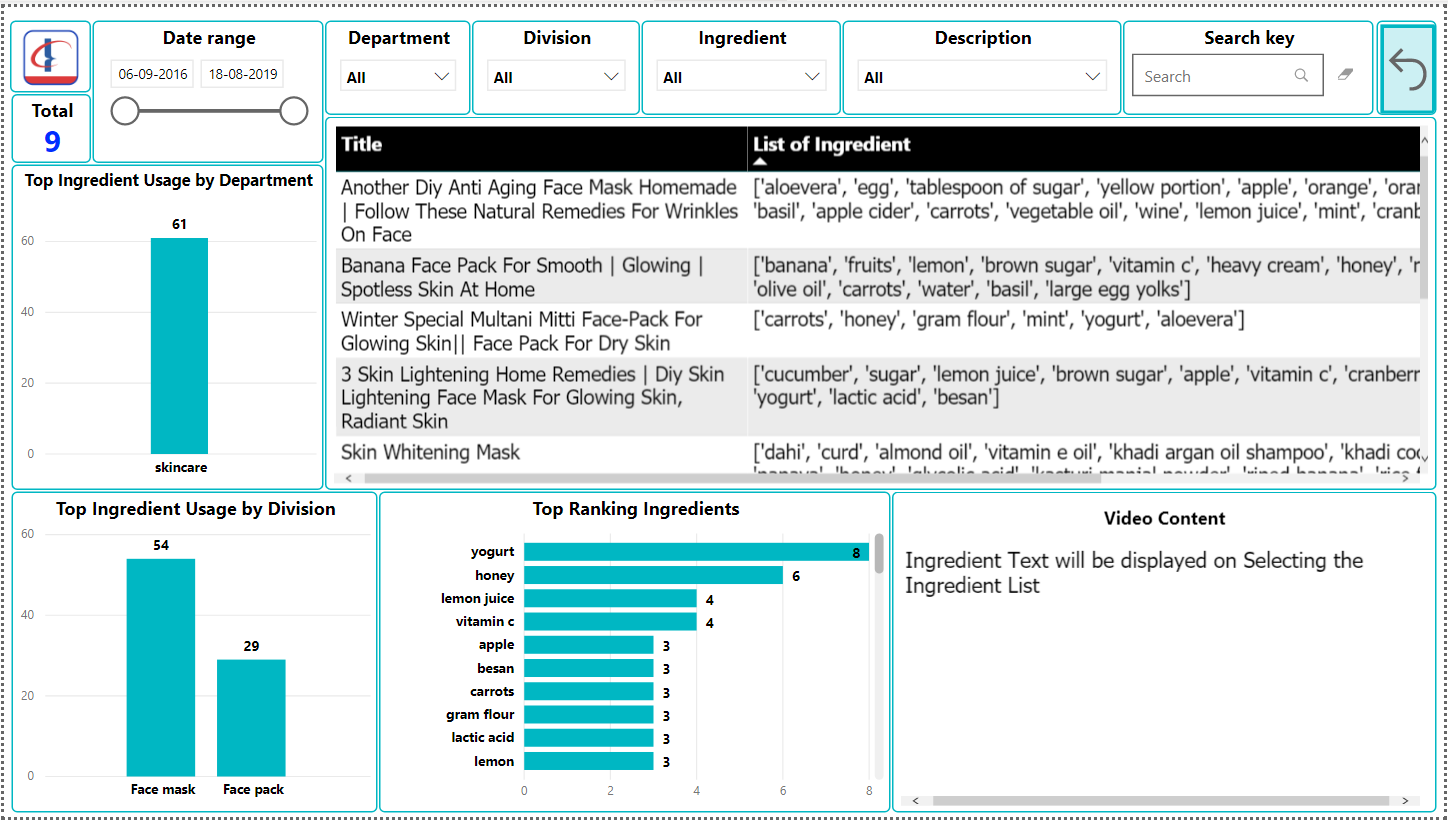 Date range
06-09-2016 18-08-2019
Total
9
Department
All
Division
All
Ingredient
All
Description
All
Search key
Search
Top Ingredient Usage by Department
61
60
40
20
0
skincare
Title List of Ingredient
Another Diy Anti Aging Face Mask Homemade
| Follow These Natural Remedies For Wrinkles
On Face
['aloevera', 'egg', 'tablespoon of sugar', 'yellow portion', 'apple', 'orange',
'basil', 'apple cider', 'carrots', 'vegetable oil', 'wine', 'lemon juice', 'mint',
Banana Face Pack For Smooth | Glowing |
Spotless Skin At Home
['banana', 'fruits', 'lemon', 'brown sugar', 'vitamin c', 'heavy cream', 'honey',
'olive oil', 'carrots', 'water', 'basil', 'large egg yolks']
Winter Special Multani Mitti Face-Pack For
Glowing Skin|| Face Pack For Dry Skin
['carrots', 'honey', 'gram flour', 'mint', 'yogurt', 'aloevera']
3 Skin Lightening Home Remedies | Diy Skin
Lightening Face Mask For Glowing Skin,
Radiant Skin
['cucumber', 'sugar', 'lemon juice', 'brown sugar', 'apple', 'vitamin c',
'yogurt', 'lactic acid', 'besan']
Skin Whitening Mask
['dahi', 'curd', 'almond oil', 'vitamin e oil', 'khadi argan oil shampoo', 'khadi
Top Ingredient Usage by Division
60
54
40
29
20
0
Face mask Face pack
Top Ranking Ingredients
yogurt 8
honey 6
lemon juice 4
vitamin c 4
apple 3
besan 3
carrots 3
gram flour 3
lactic acid 3
lemon 3
0 2 4 6 8
Video Content
Ingredient Text will be displayed on Selecting the
Ingredient List